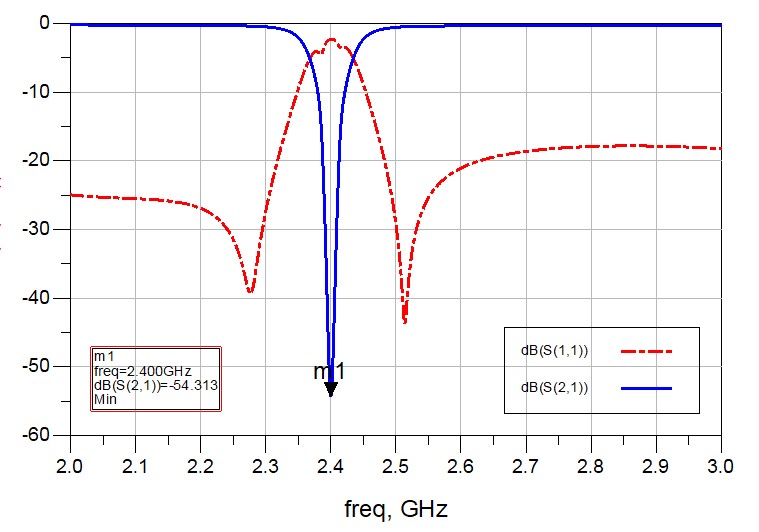 0
-10
-20
-30
-40
-50
-60
m1
m1
freq=2.400GHz
dB(S(2,1))=-54.313
Min
dB(S(1,1))
dB(S(2,1))
2.0 2.1 2.2 2.3 2.4 2.5 2.6 2.7 2.8 2.9 3.0
freq, GHz